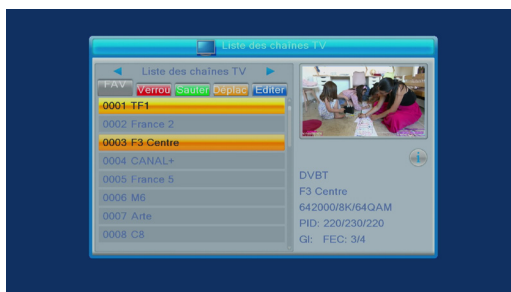 Liste des chaînes TV
Liste des chaînes TV
FAV Verrou Sauter Deplac Editer
0001 TF1
0002 France 2
0003 F3 Centre
0004 CANAL+
0005 France 5
0006 M6
0007 Arte
0008 C8
DVBT
F3 Centre
642000/8K/64QAM
PID: 220/230/220
GI: FEC: 3/4